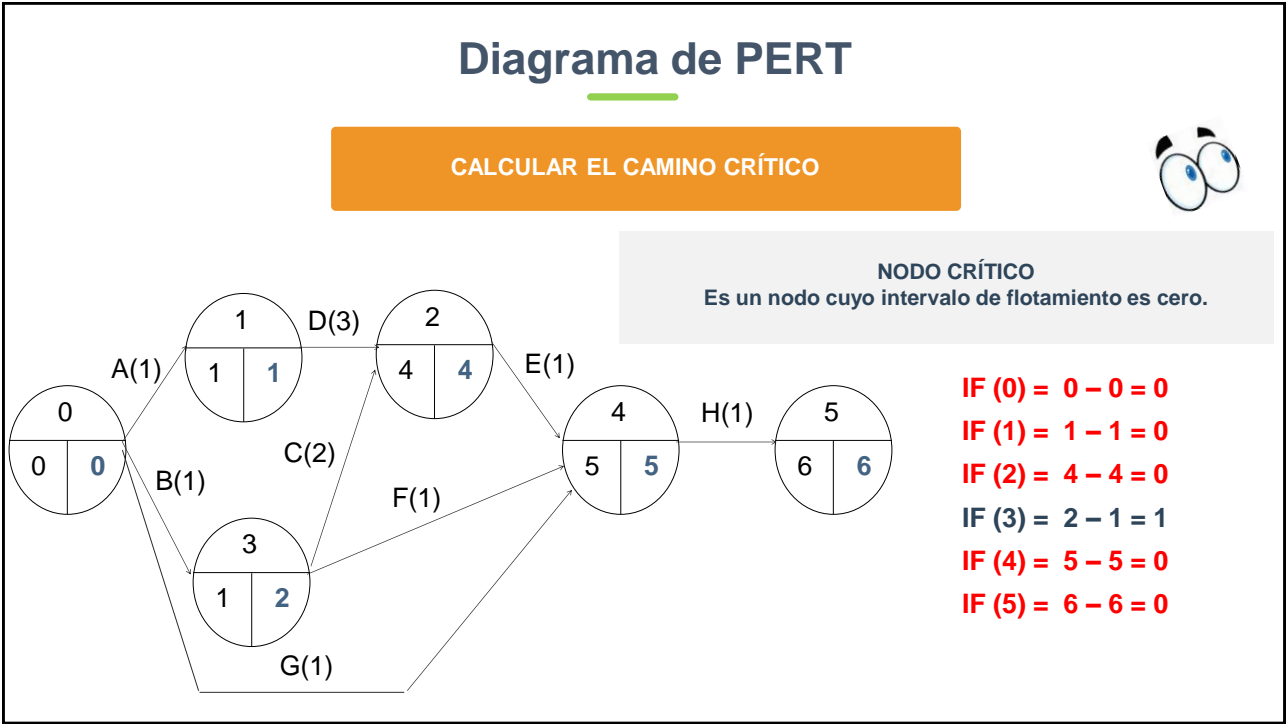 Diagrama de PERT
CALCULAR EL CAMINO CRÍTICO
NODO CRÍTICO
Es un nodo cuyo intervalo de flotamiento es cero.
1
1 1
D(3)
2
4 4
A(1)
E(1)
0
0 0
C(2)
B(1)
F(1)
3
1 2
G(1)
4
5 5
H(1)
5
6 6
IF (0) = 0 – 0 = 0
IF (1) = 1 – 1 = 0
IF (2) = 4 – 4 = 0
IF (3) = 2 – 1 = 1
IF (4) = 5 – 5 = 0
IF (5) = 6 – 6 = 0